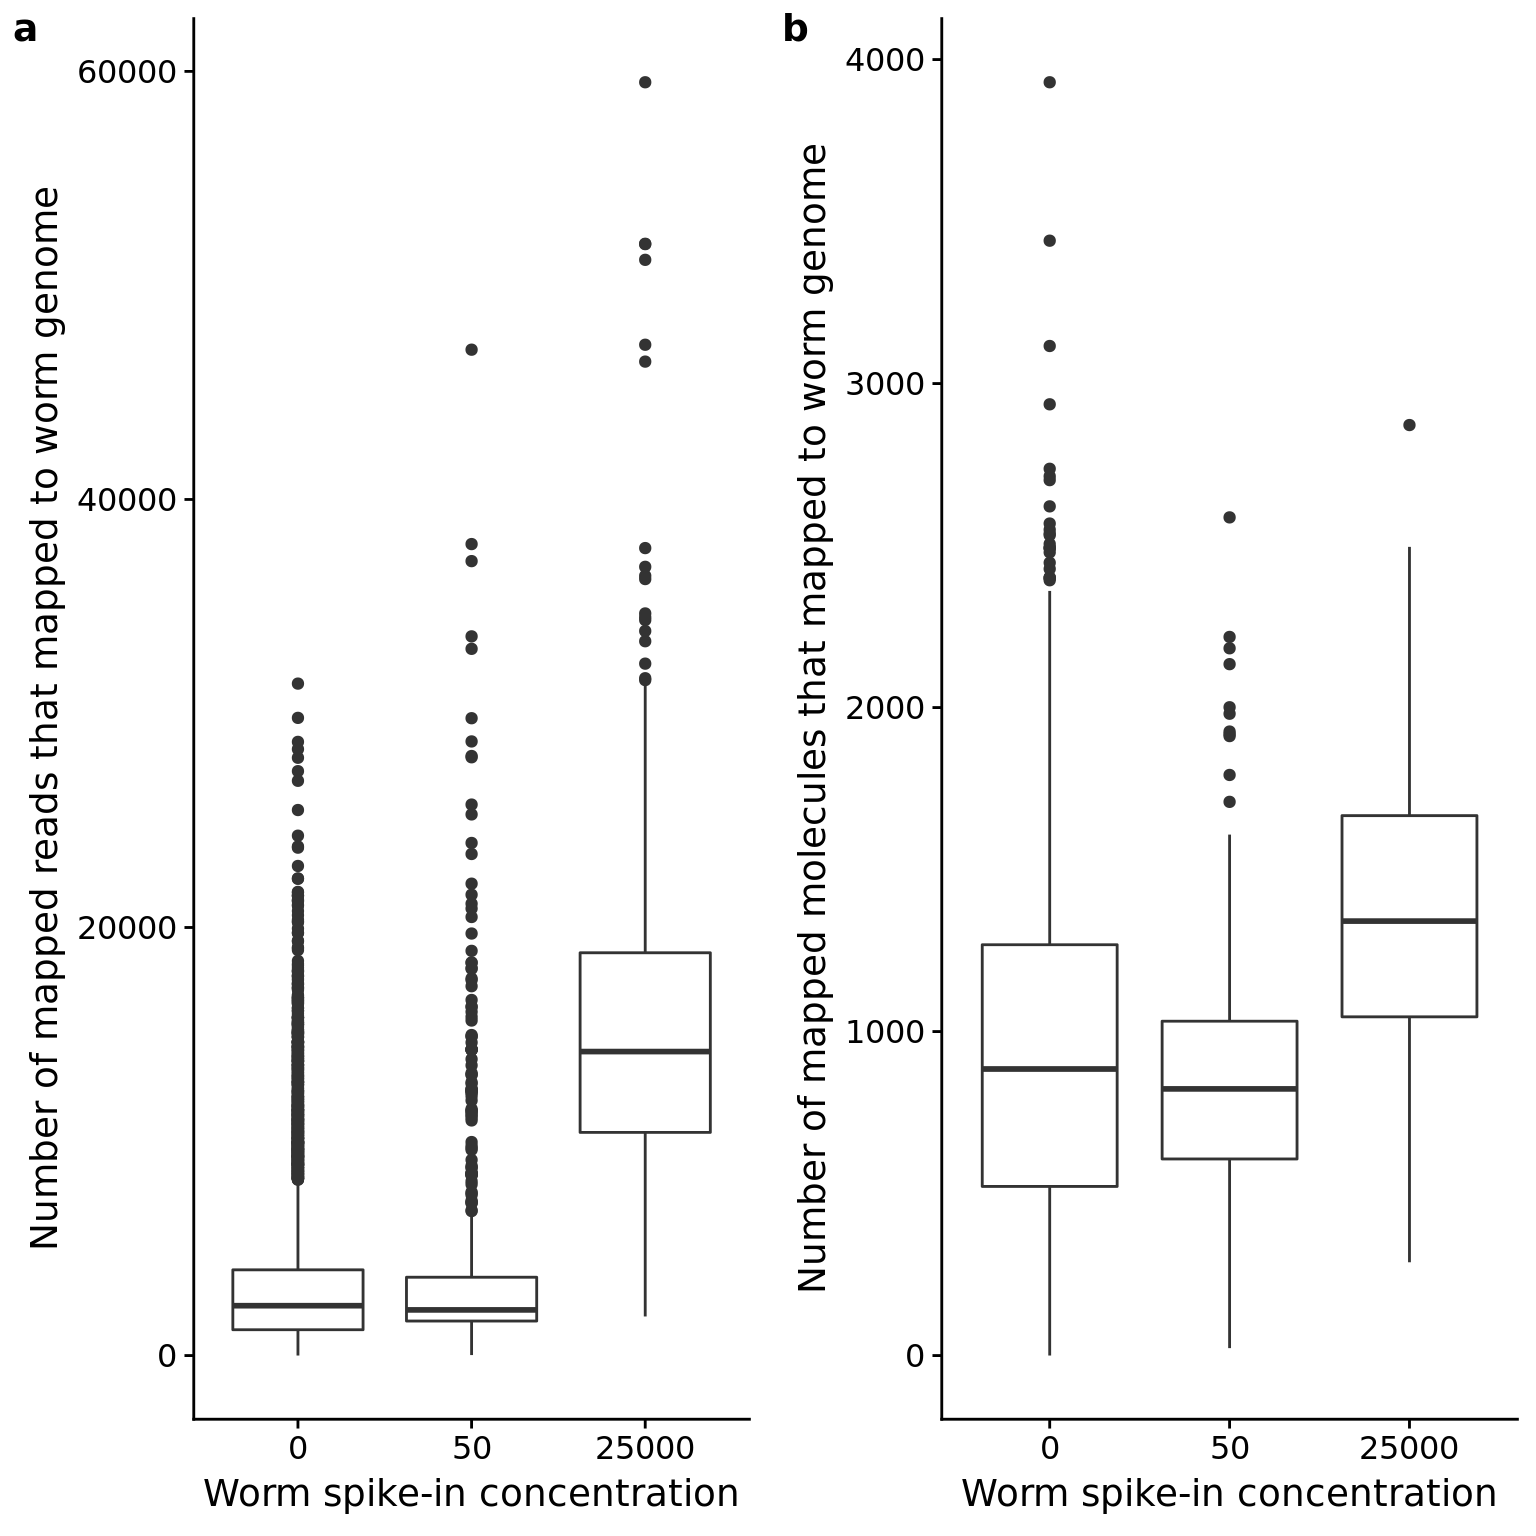 a
Number of mapped reads that mapped to worm genome
60000
40000
20000
0
0 50 25000
Worm spike-in concentration
b
Number of mapped molecules that mapped to worm genome
4000
3000
2000
1000
0
0 50 25000
Worm spike-in concentration